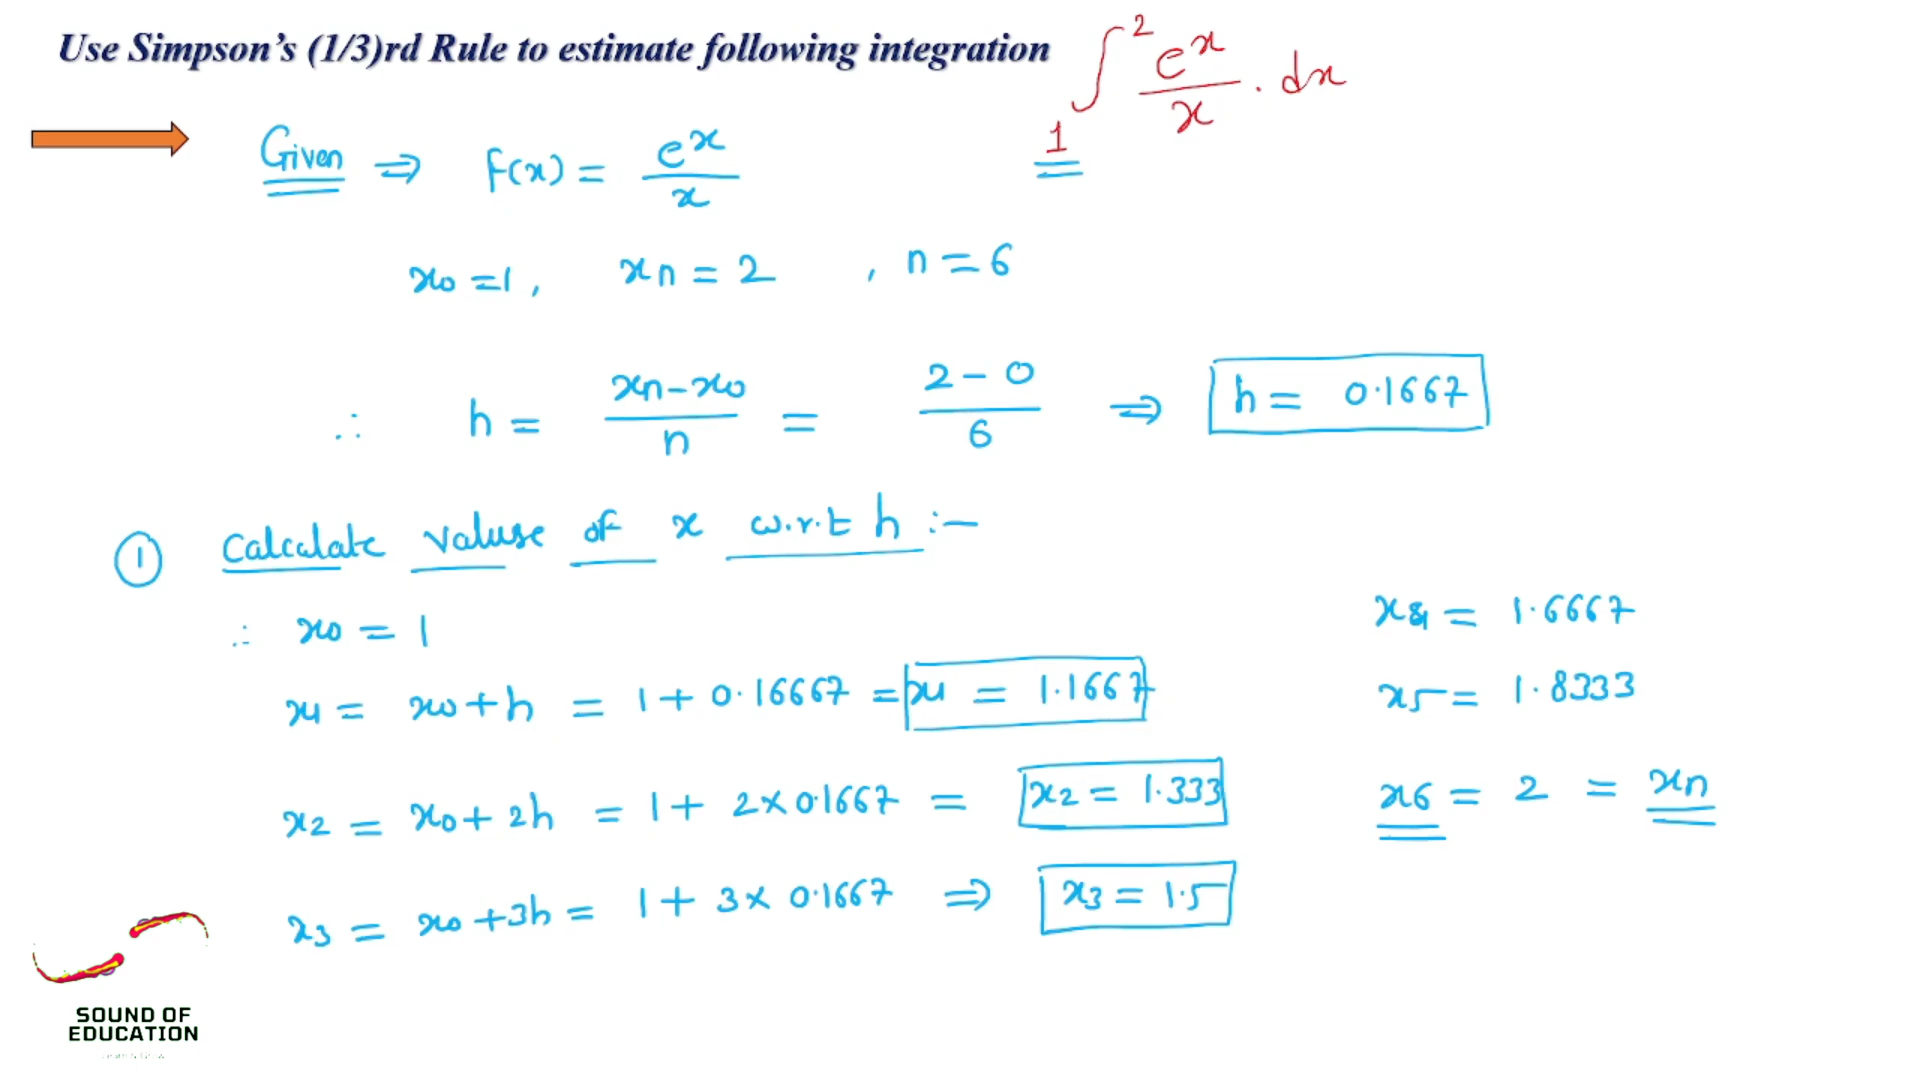 Use Simpson's (1/3)rd Rule to estimate following integration ∫₁² e^x/x . dx
Given ⇒ f(x) = e^x/x
x0 = 1, xn = 2 , n = 6
∴ h = (xn - x0)/n = (2 - 0)/6 ⇒ h = 0.1667
① Calculate valuse of x w.r.t h :-
∴ x0 = 1
x1 = x0 + h = 1 + 0.16667 = x1 = 1.1667
x2 = x0 + 2h = 1 + 2 × 0.1667 = x2 = 1.333
x3 = x0 + 3h = 1 + 3 × 0.1667 ⇒ x3 = 1.5
x4 = 1.6667
x5 = 1.8333
x6 = 2 = xn
SOUND OF
EDUCATION